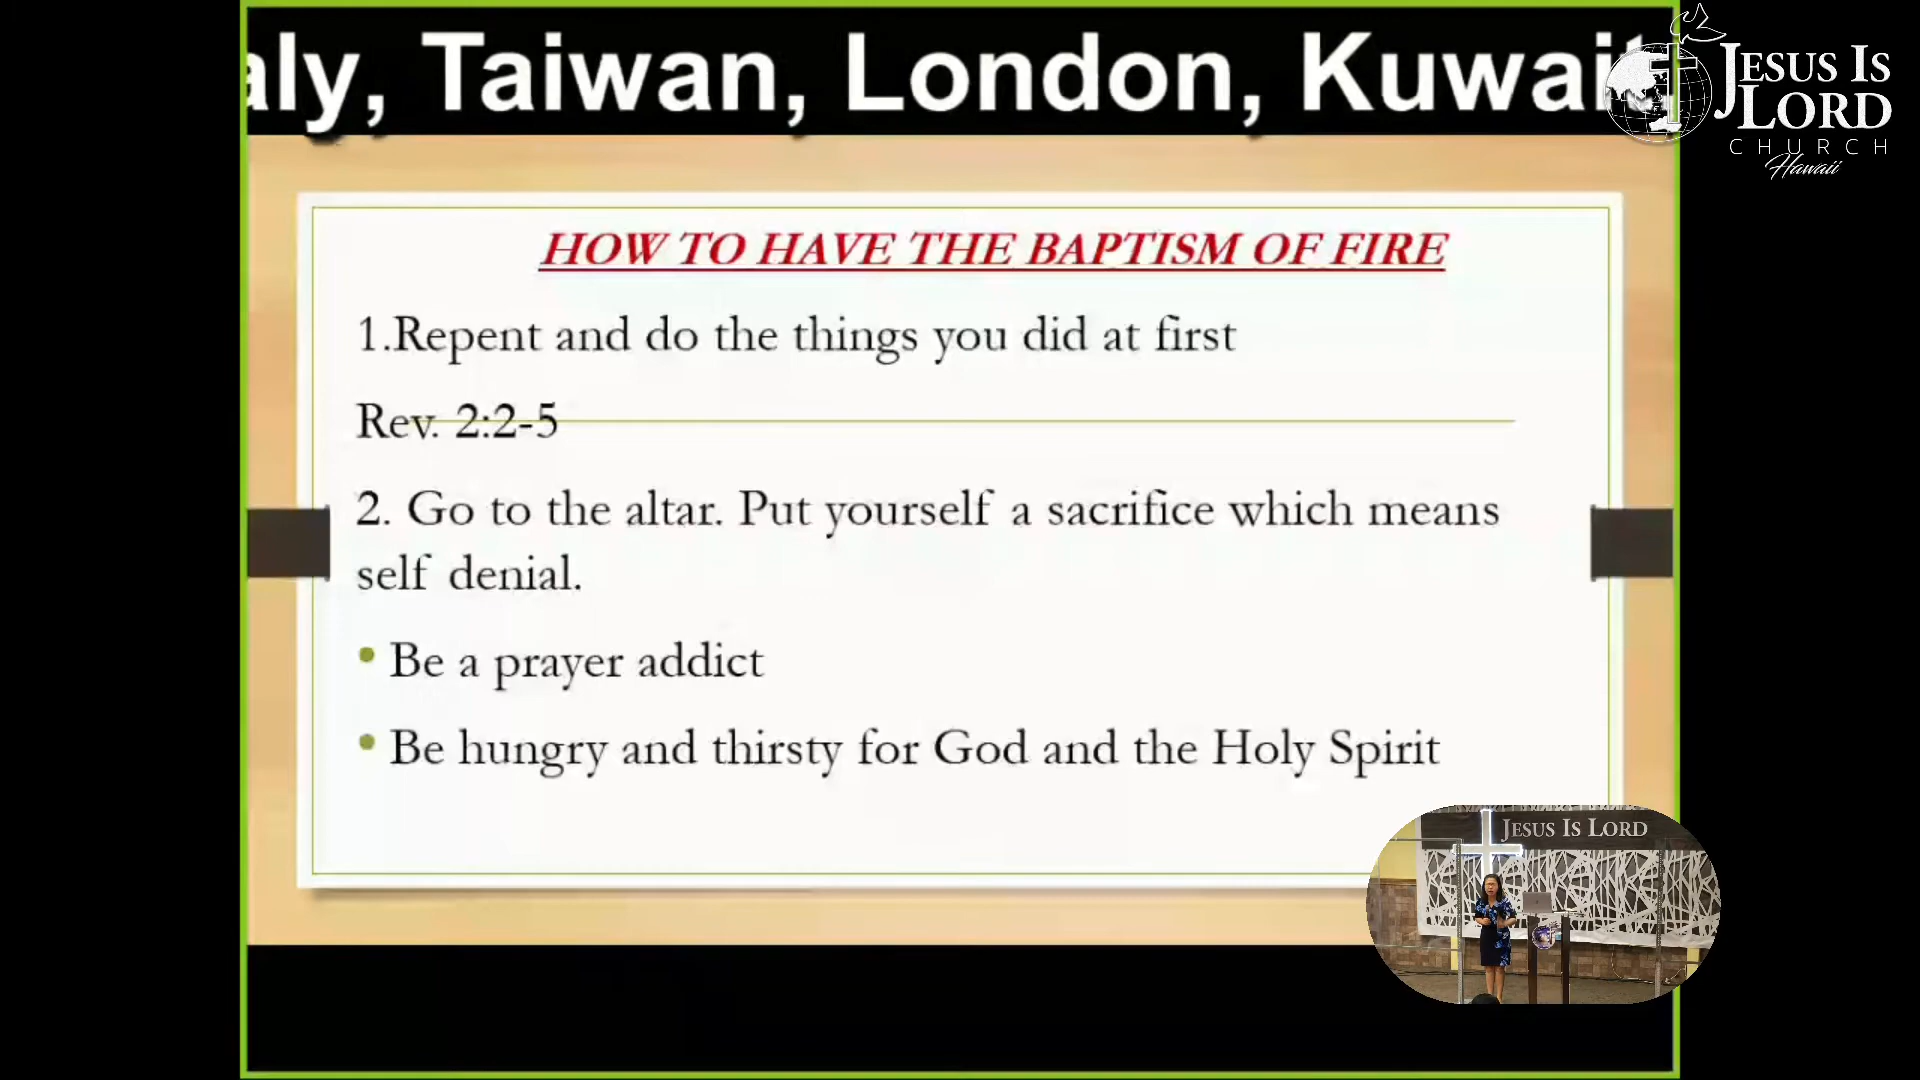 aly, Taiwan, London, Kuwait
JESUS IS
LORD
CHURCH
Hawaii
HOW TO HAVE THE BAPTISM OF FIRE
1.Repent and do the things you did at first
Rev. 2:2-5
2. Go to the altar. Put yourself a sacrifice which means
self denial.
• Be a prayer addict
• Be hungry and thirsty for God and the Holy Spirit
JESUS IS LORD